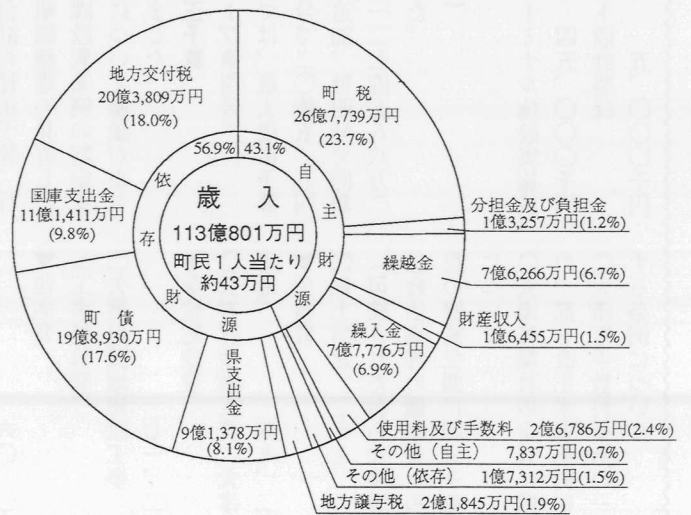 地方交付税
20億3,809万円
(18.0%)
町 税
26億7,739万円
(23.7%)
56.9% 43.1%
自主財源
依存財源
歳 入
113億801万円
町民1人当たり
約43万円
国庫支出金
11億1,411万円
(9.8%)
分担金及び負担金
1億3,257万円(1.2%)
繰越金
7億6,266万円(6.7%)
財産収入
1億6,455万円(1.5%)
繰入金
7億7,776万円
(6.9%)
町 債
19億8,930万円
(17.6%)
県支出金
9億1,378万円
(8.1%)
使用料及び手数料 2億6,786万円(2.4%)
その他(自主) 7,837万円(0.7%)
その他(依存) 1億7,312万円(1.5%)
地方譲与税 2億1,845万円(1.9%)